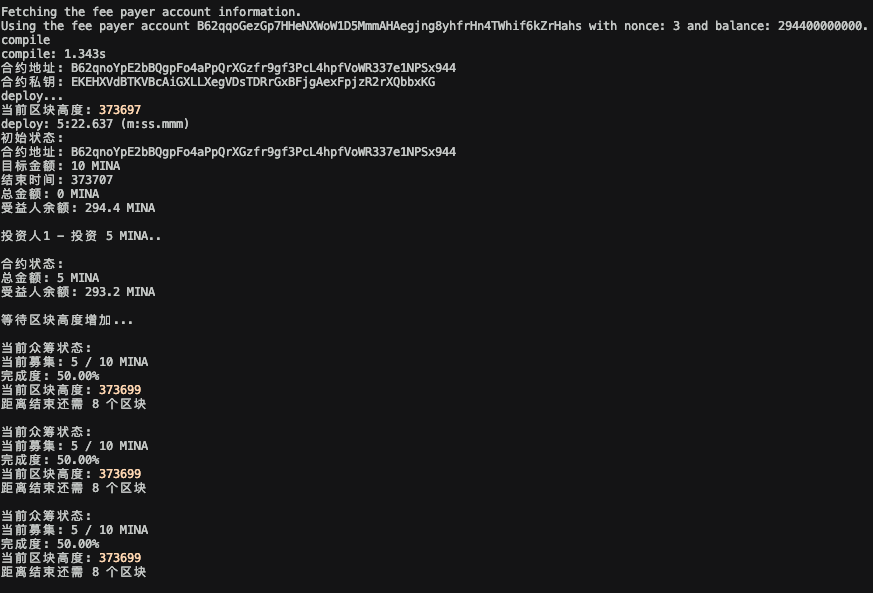 Fetching the fee payer account information.
Using the fee payer account B62qqoGezGp7HHeNXWoW1D5MmmAHAegjng8yhfrHn4TWhif6kZrHahs with nonce: 3 and balance: 294400000000.
compile
compile: 1.343s
合约地址: B62qnoYpE2bBQgpFo4aPpQrXGzfr9gf3PcL4hpfVoWR337e1NPSx944
合约私钥: EKEHXVdBTKVBcAiGXLLXegVDsTDRrGxBFjgAexFpjzR2rXQbbxKG
deploy...
当前区块高度: 373697
deploy: 5:22.637 (m:ss.mmm)
初始状态:
合约地址: B62qnoYpE2bBQgpFo4aPpQrXGzfr9gf3PcL4hpfVoWR337e1NPSx944
目标金额: 10 MINA
结束时间: 373707
总金额: 0 MINA
受益人余额: 294.4 MINA
投资人1 - 投资 5 MINA..
合约状态:
总金额: 5 MINA
受益人余额: 293.2 MINA
等待区块高度增加...
当前众筹状态:
当前募集: 5 / 10 MINA
完成度: 50.00%
当前区块高度: 373699
距离结束还需 8 个区块
当前众筹状态:
当前募集: 5 / 10 MINA
完成度: 50.00%
当前区块高度: 373699
距离结束还需 8 个区块
当前众筹状态:
当前募集: 5 / 10 MINA
完成度: 50.00%
当前区块高度: 373699
距离结束还需 8 个区块